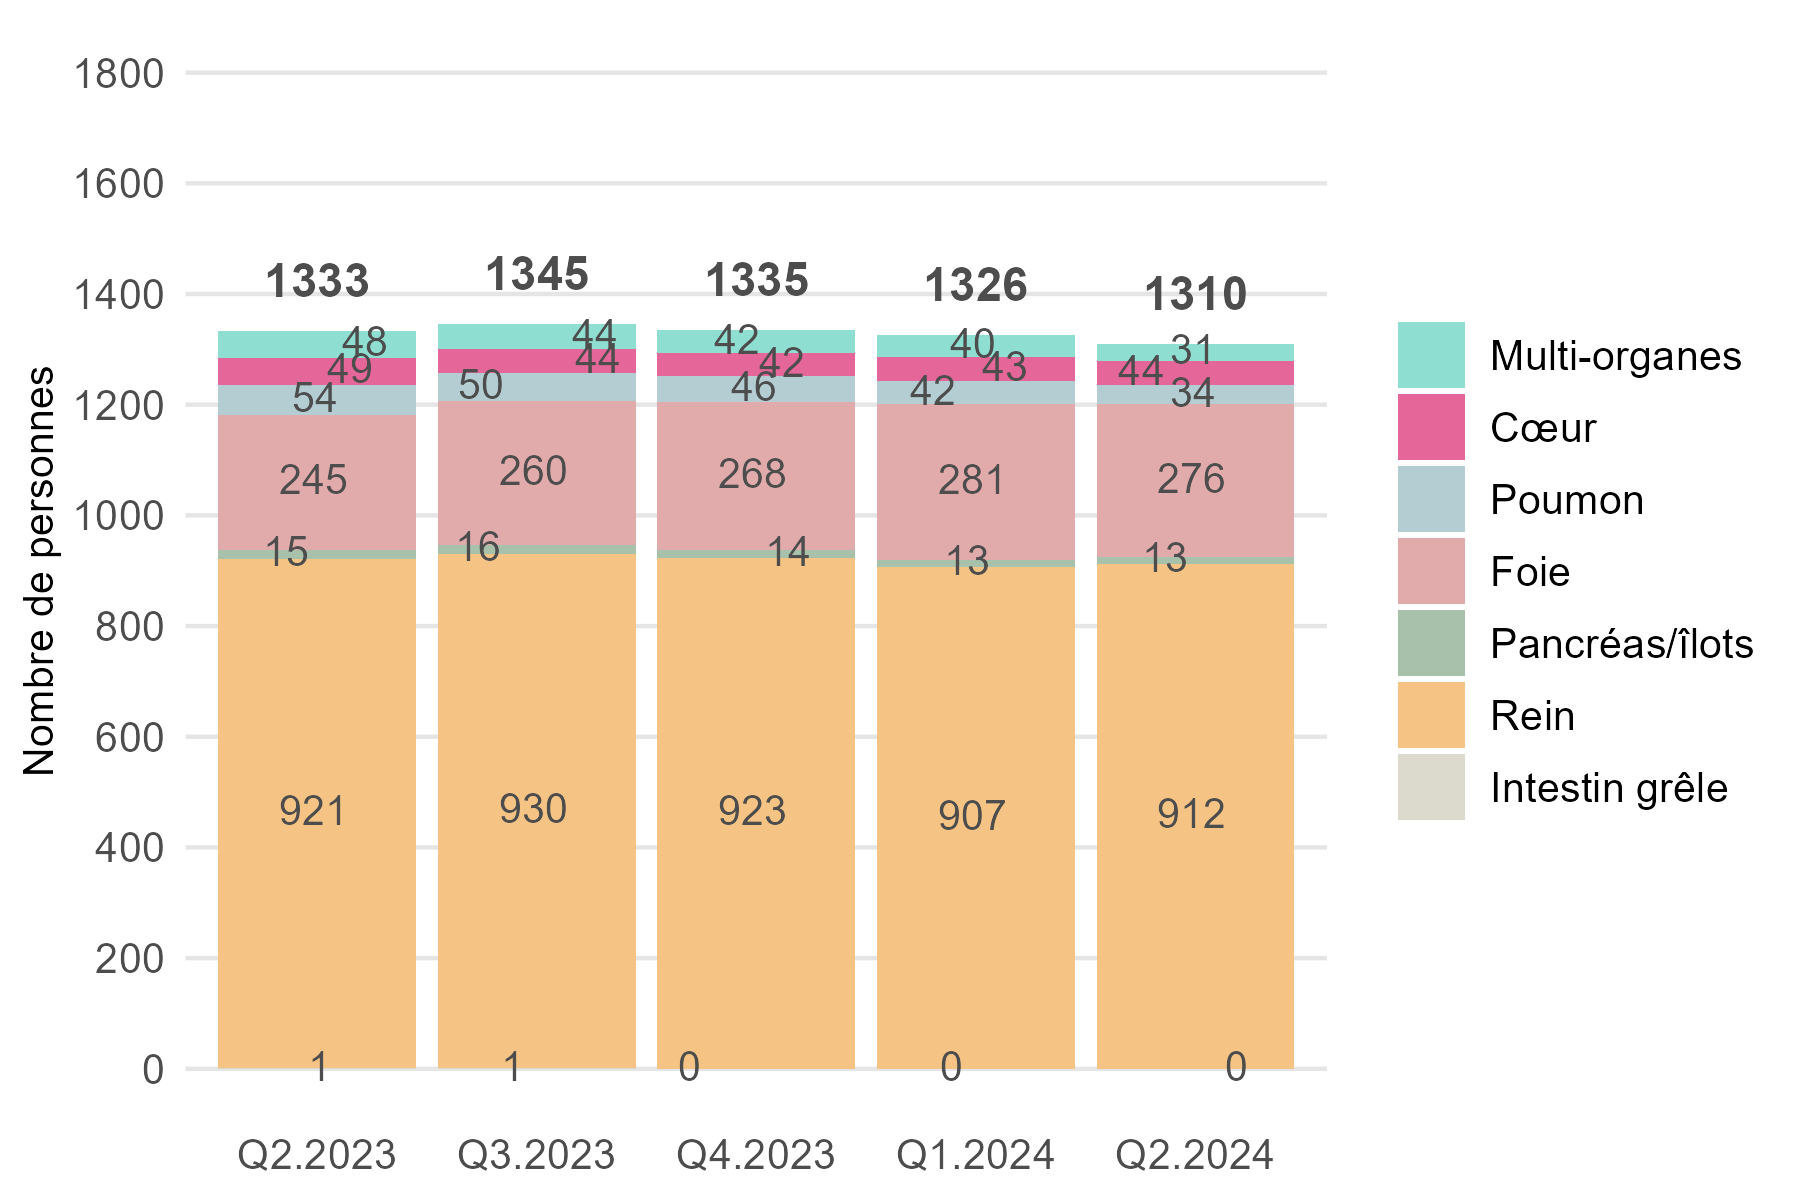 Nombre de personnes
1800
1600
1400
1200
1000
800
600
400
200
0
1333 1345 1335 1326 1310
48 44 42 40 31
49 44 42 43 44
54 50 46 42 34
245 260 268 281 276
15 16 14 13 13
921 930 923 907 912
1 1 0 0 0
Q2.2023 Q3.2023 Q4.2023 Q1.2024 Q2.2024
Multi-organes
Cœur
Poumon
Foie
Pancréas/îlots
Rein
Intestin grêle